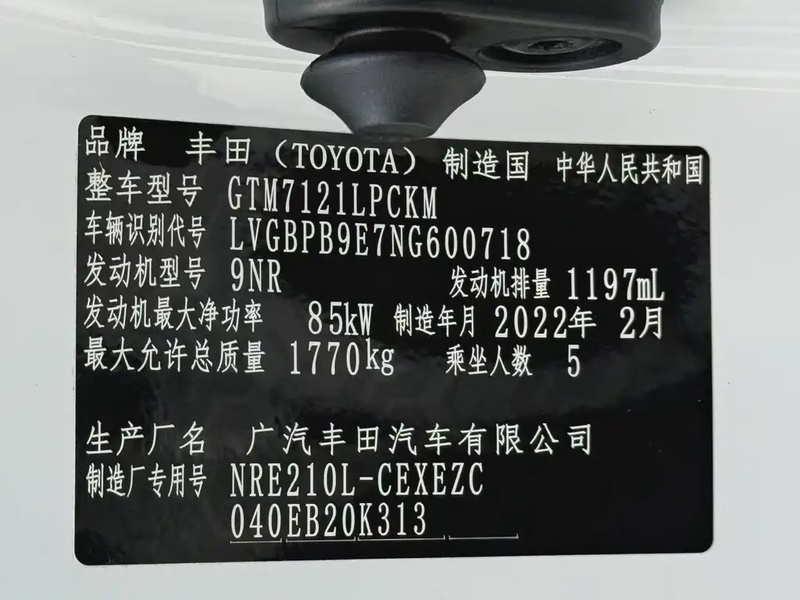 品牌 丰田（TOYOTA） 制造国 中华人民共和国
整车型号 GTM7121LPCKM
车辆识别代号 LVGBPB9E7NG600718
发动机型号 9NR 发动机排量 1197mL
发动机最大净功率 85kW 制造年月 2022年 2月
最大允许总质量 1770kg 乘坐人数 5
生产厂名 广汽丰田汽车有限公司
制造厂专用号 NRE210L-CEXEZC
040EB20K313